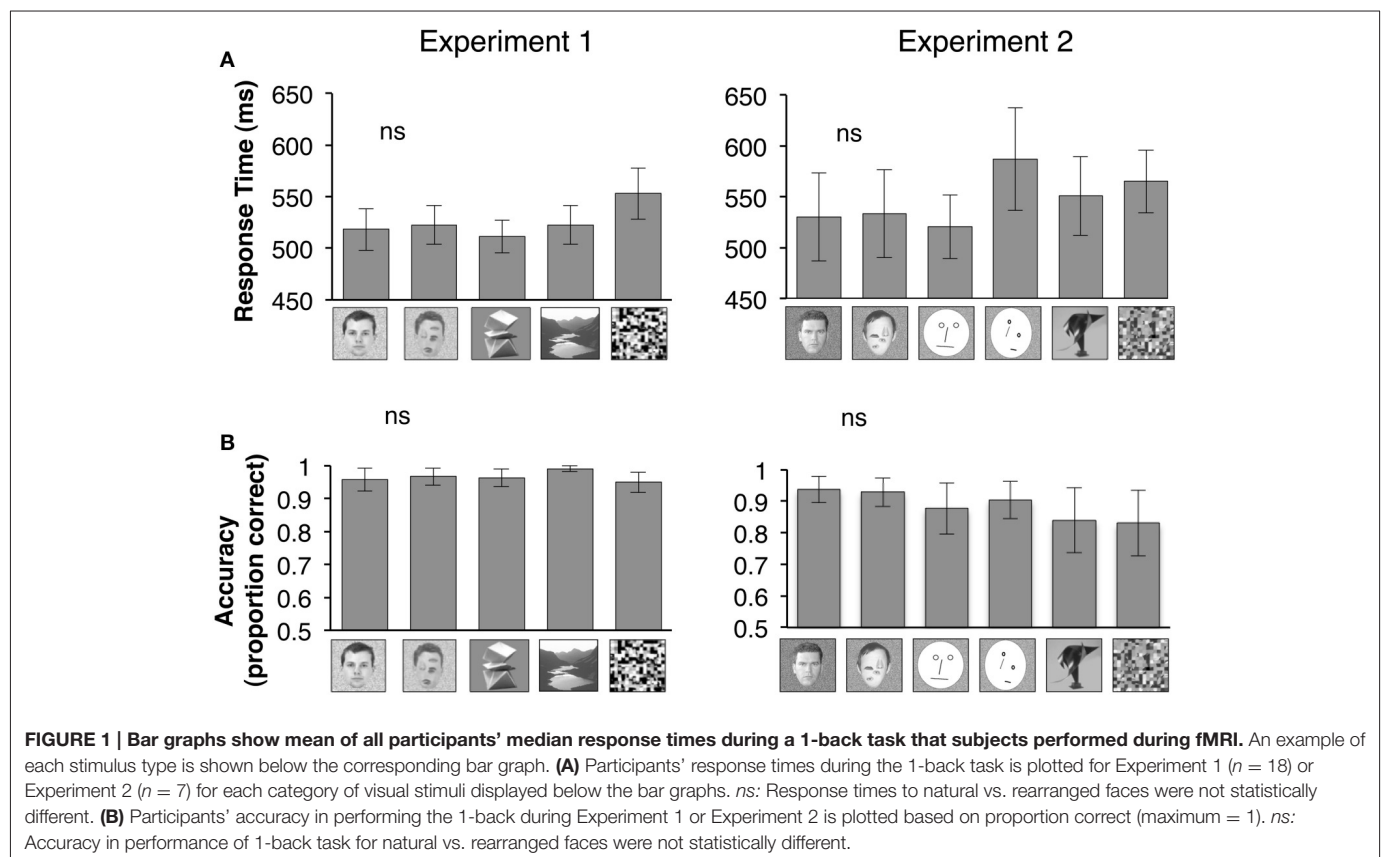 Experiment 1
Experiment 2
A
Response Time (ms)
650
600
550
500
450
ns
650
600
550
500
450
ns
B
Accuracy
(proportion correct)
1
0.9
0.8
0.7
0.6
0.5
ns
1
0.9
0.8
0.7
0.6
0.5
ns
FIGURE 1 | Bar graphs show mean of all participants’ median response times during a 1-back task that subjects performed during fMRI. An example of
each stimulus type is shown below the corresponding bar graph. (A) Participants’ response times during the 1-back task is plotted for Experiment 1 (n = 18) or
Experiment 2 (n = 7) for each category of visual stimuli displayed below the bar graphs. ns: Response times to natural vs. rearranged faces were not statistically
different. (B) Participants’ accuracy in performing the 1-back during Experiment 1 or Experiment 2 is plotted based on proportion correct (maximum = 1). ns:
Accuracy in performance of 1-back task for natural vs. rearranged faces were not statistically different.